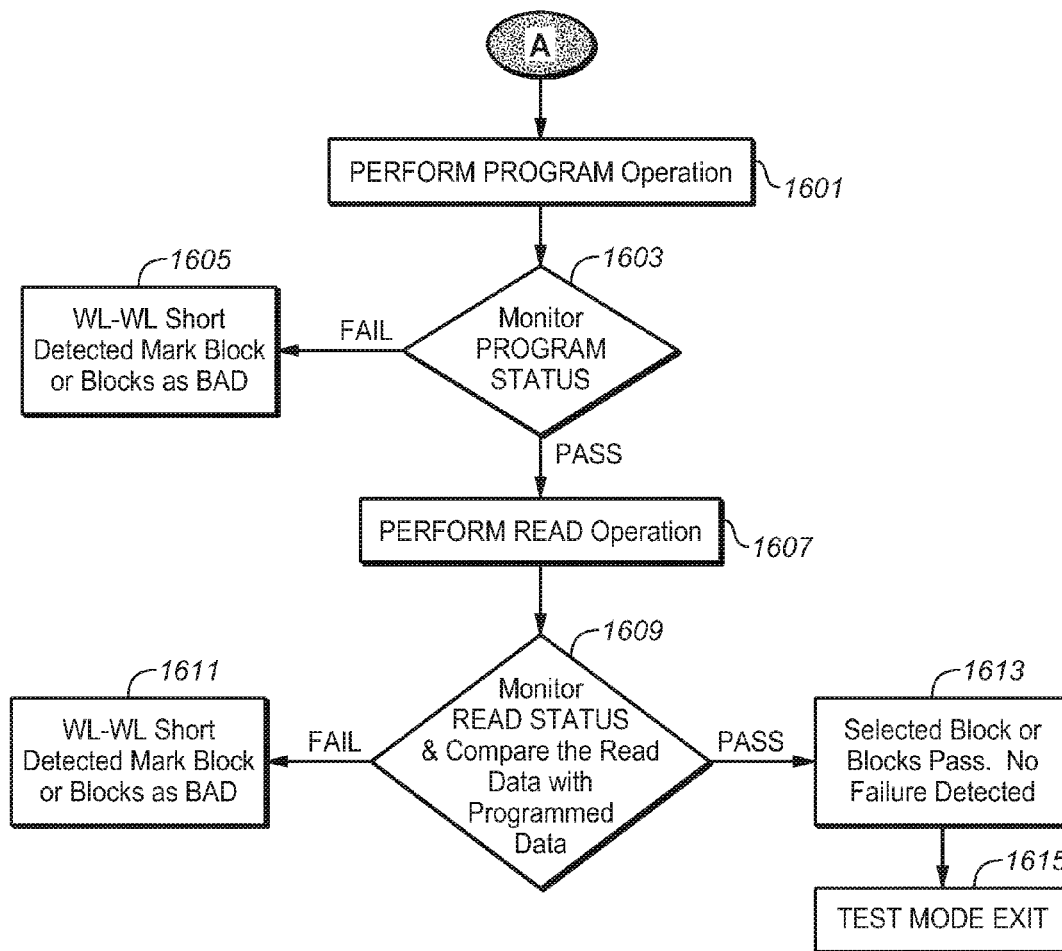 A
PERFORM PROGRAM Operation
1601
1603
Monitor
PROGRAM
STATUS
FAIL
1605
WL-WL Short
Detected Mark Block
or Blocks as BAD
PASS
PERFORM READ Operation
1607
1609
Monitor
READ STATUS
& Compare the Read
Data with
Programmed
Data
FAIL
1611
WL-WL Short
Detected Mark Block
or Blocks as BAD
PASS
1613
Selected Block or
Blocks Pass. No
Failure Detected
1615
TEST MODE EXIT